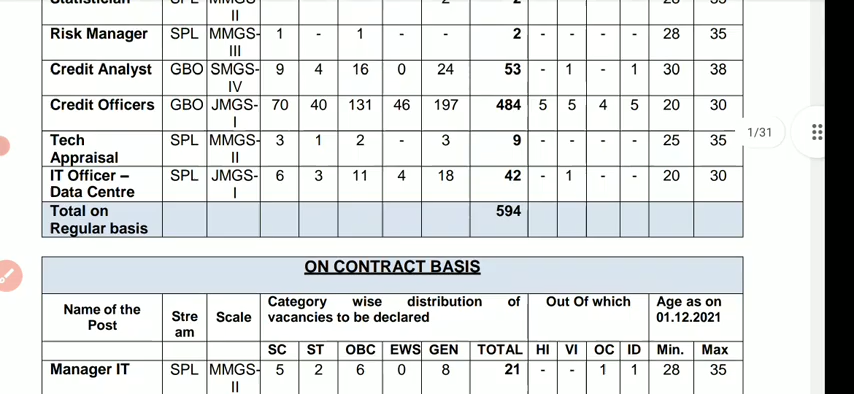 Statistician SPL MMGS- 2 2 28 35
II
Risk Manager SPL MMGS- 1 - 1 - - 2 - - - - 28 35
III
Credit Analyst GBO SMGS- 9 4 16 0 24 53 - 1 - 1 30 38
IV
Credit Officers GBO JMGS- 70 40 131 46 197 484 5 5 4 5 20 30
I
Tech SPL MMGS- 3 1 2 - 3 9 - - - - 25 35
Appraisal II
IT Officer – SPL JMGS- 6 3 11 4 18 42 - 1 - - 20 30
Data Centre I
Total on 594
Regular basis
1/31
ON CONTRACT BASIS
Name of the Post Stream Scale Category wise distribution of vacancies to be declared Out Of which Age as on 01.12.2021
SC ST OBC EWS GEN TOTAL HI VI OC ID Min. Max
Manager IT SPL MMGS- 5 2 6 0 8 21 - - 1 1 28 35
II